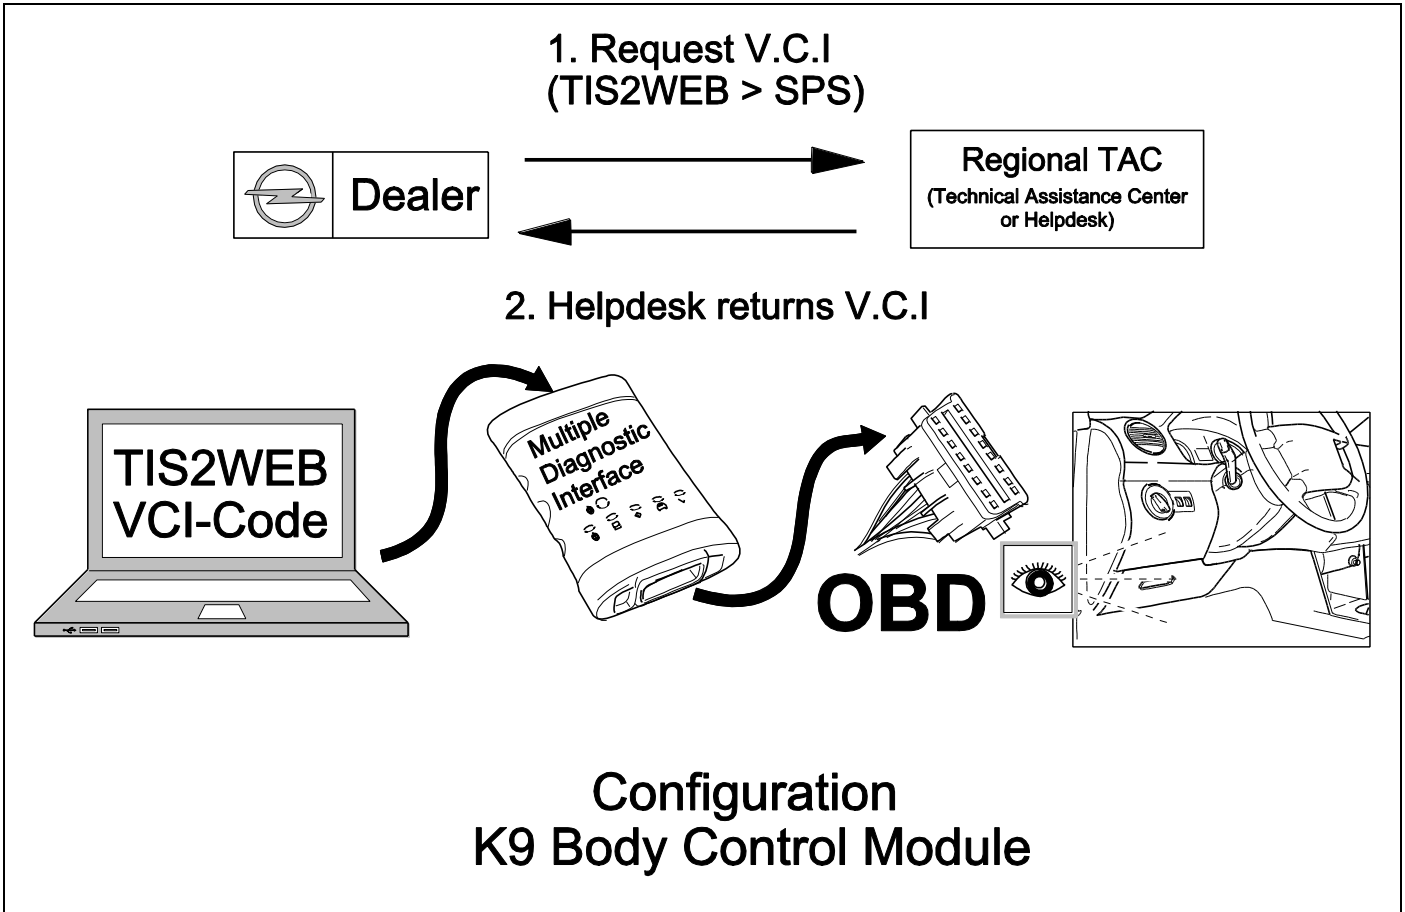 1. Request V.C.I
(TIS2WEB > SPS)
Dealer
Regional TAC
(Technical Assistance Center
or Helpdesk)
2. Helpdesk returns V.C.I
TIS2WEB
VCI-Code
Multiple
Diagnostic
Interface
OBD
Configuration
K9 Body Control Module